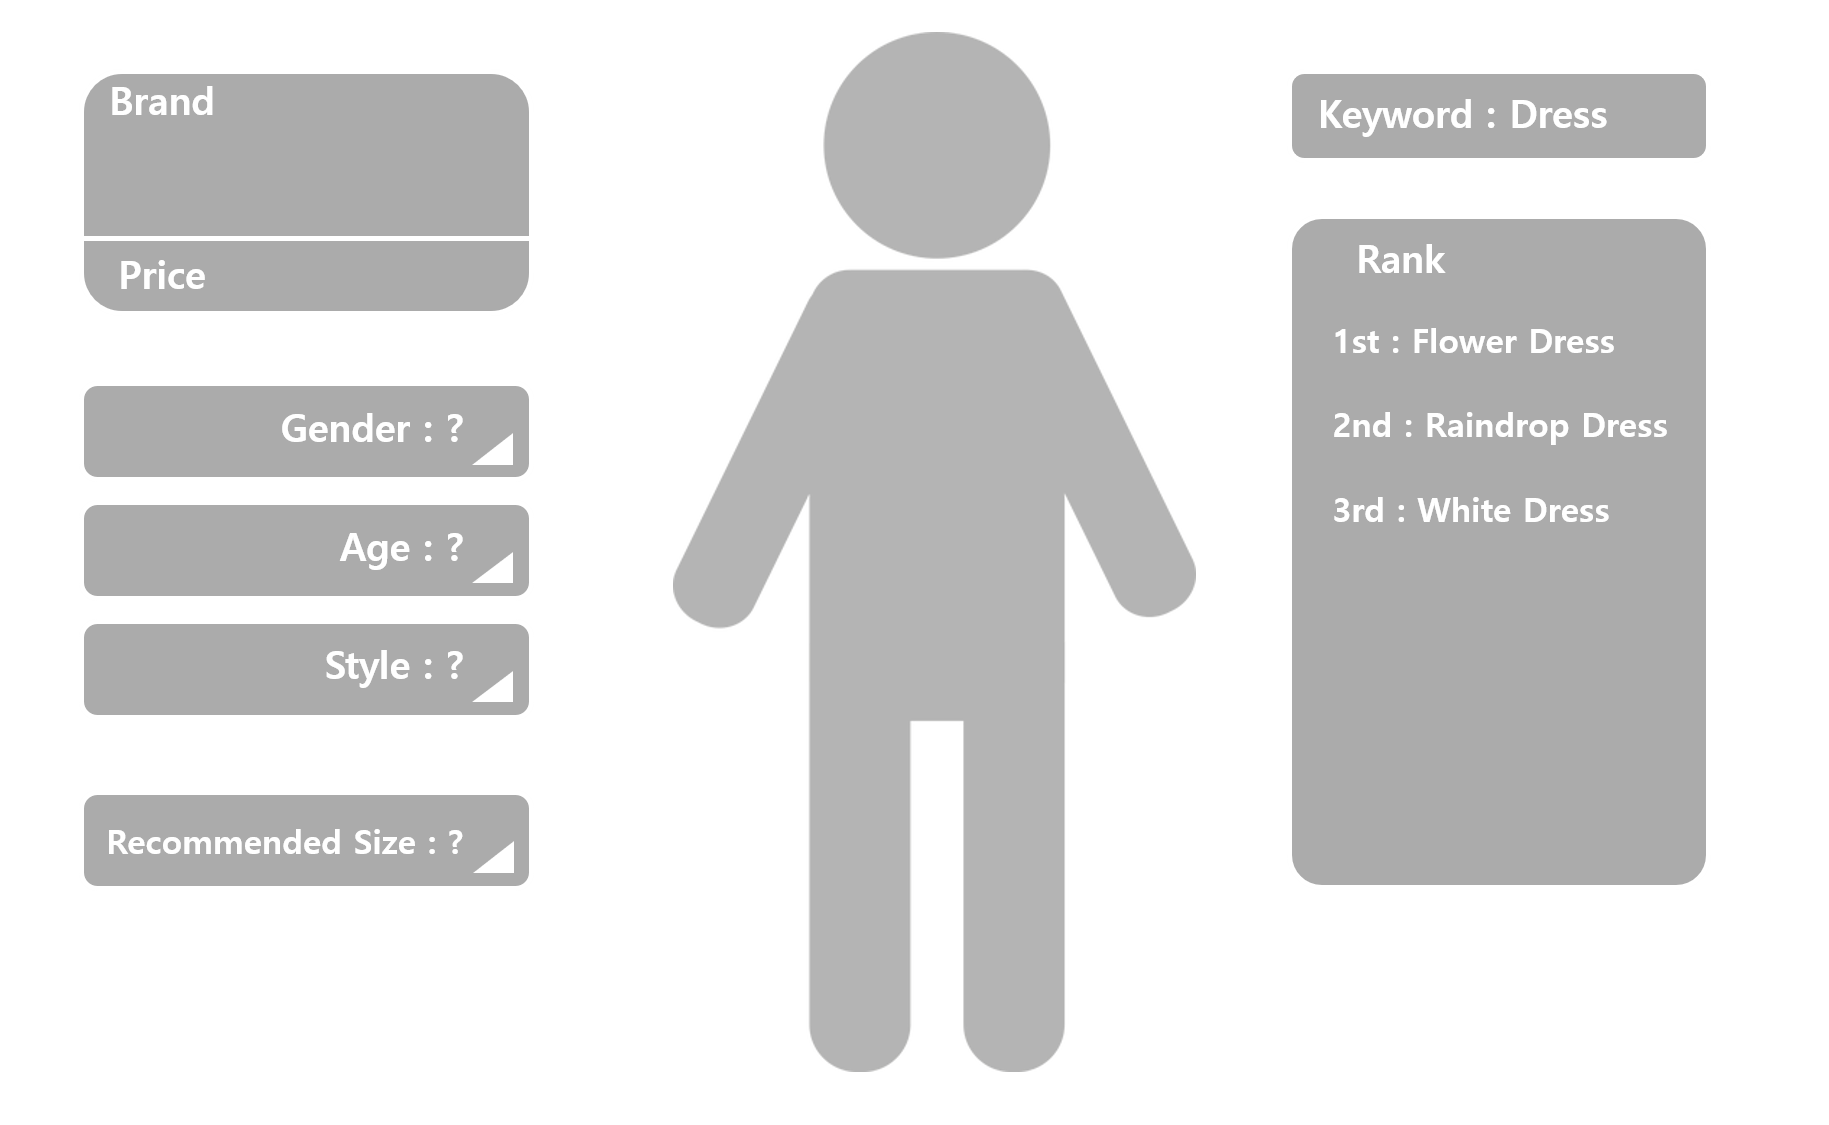 Brand
Price
Gender : ?
Age : ?
Style : ?
Recommended Size : ?
Keyword : Dress
Rank
1st : Flower Dress
2nd : Raindrop Dress
3rd : White Dress